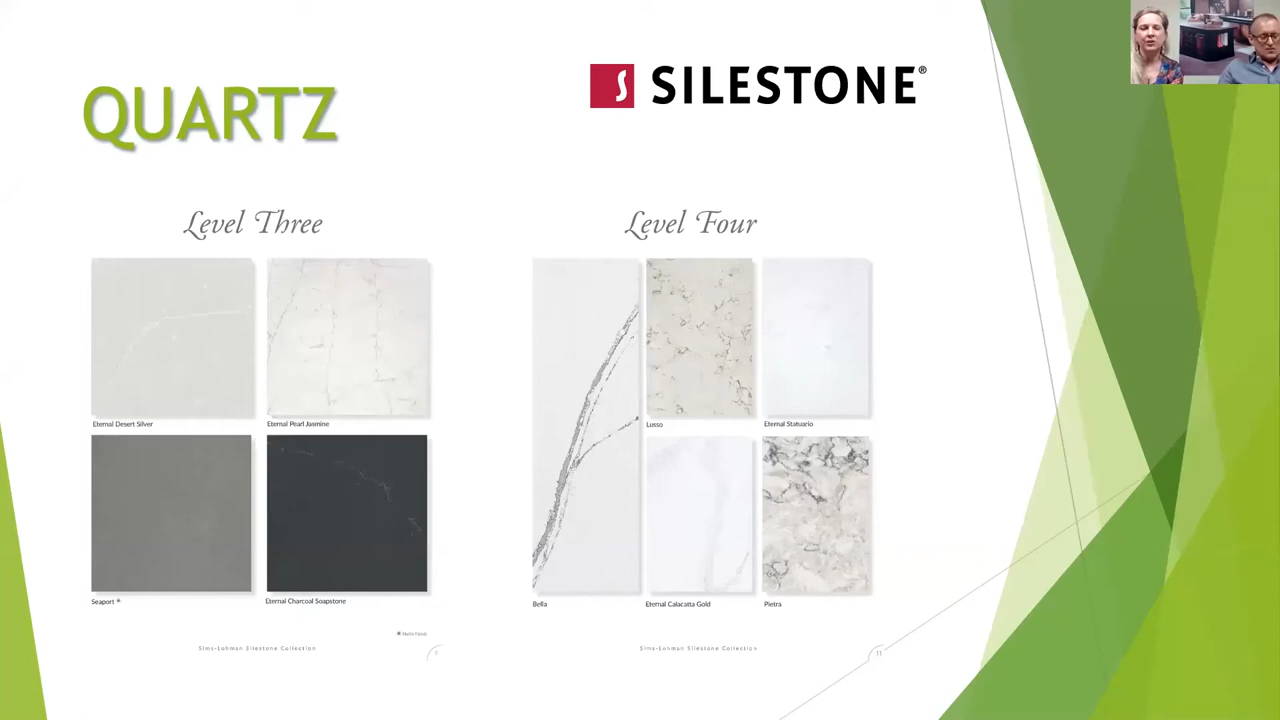 QUARTZ
S SILESTONE®
Level Three
Eternal Desert Silver
Eternal Pearl Jasmine
Seaport *
Eternal Charcoal Soapstone
Sims-Lohman Silestone Collection
Level Four
Lusso
Eternal Statuario
Bella
Eternal Calacatta Gold
Pietra
Sims-Lohman Silestone Collection
11